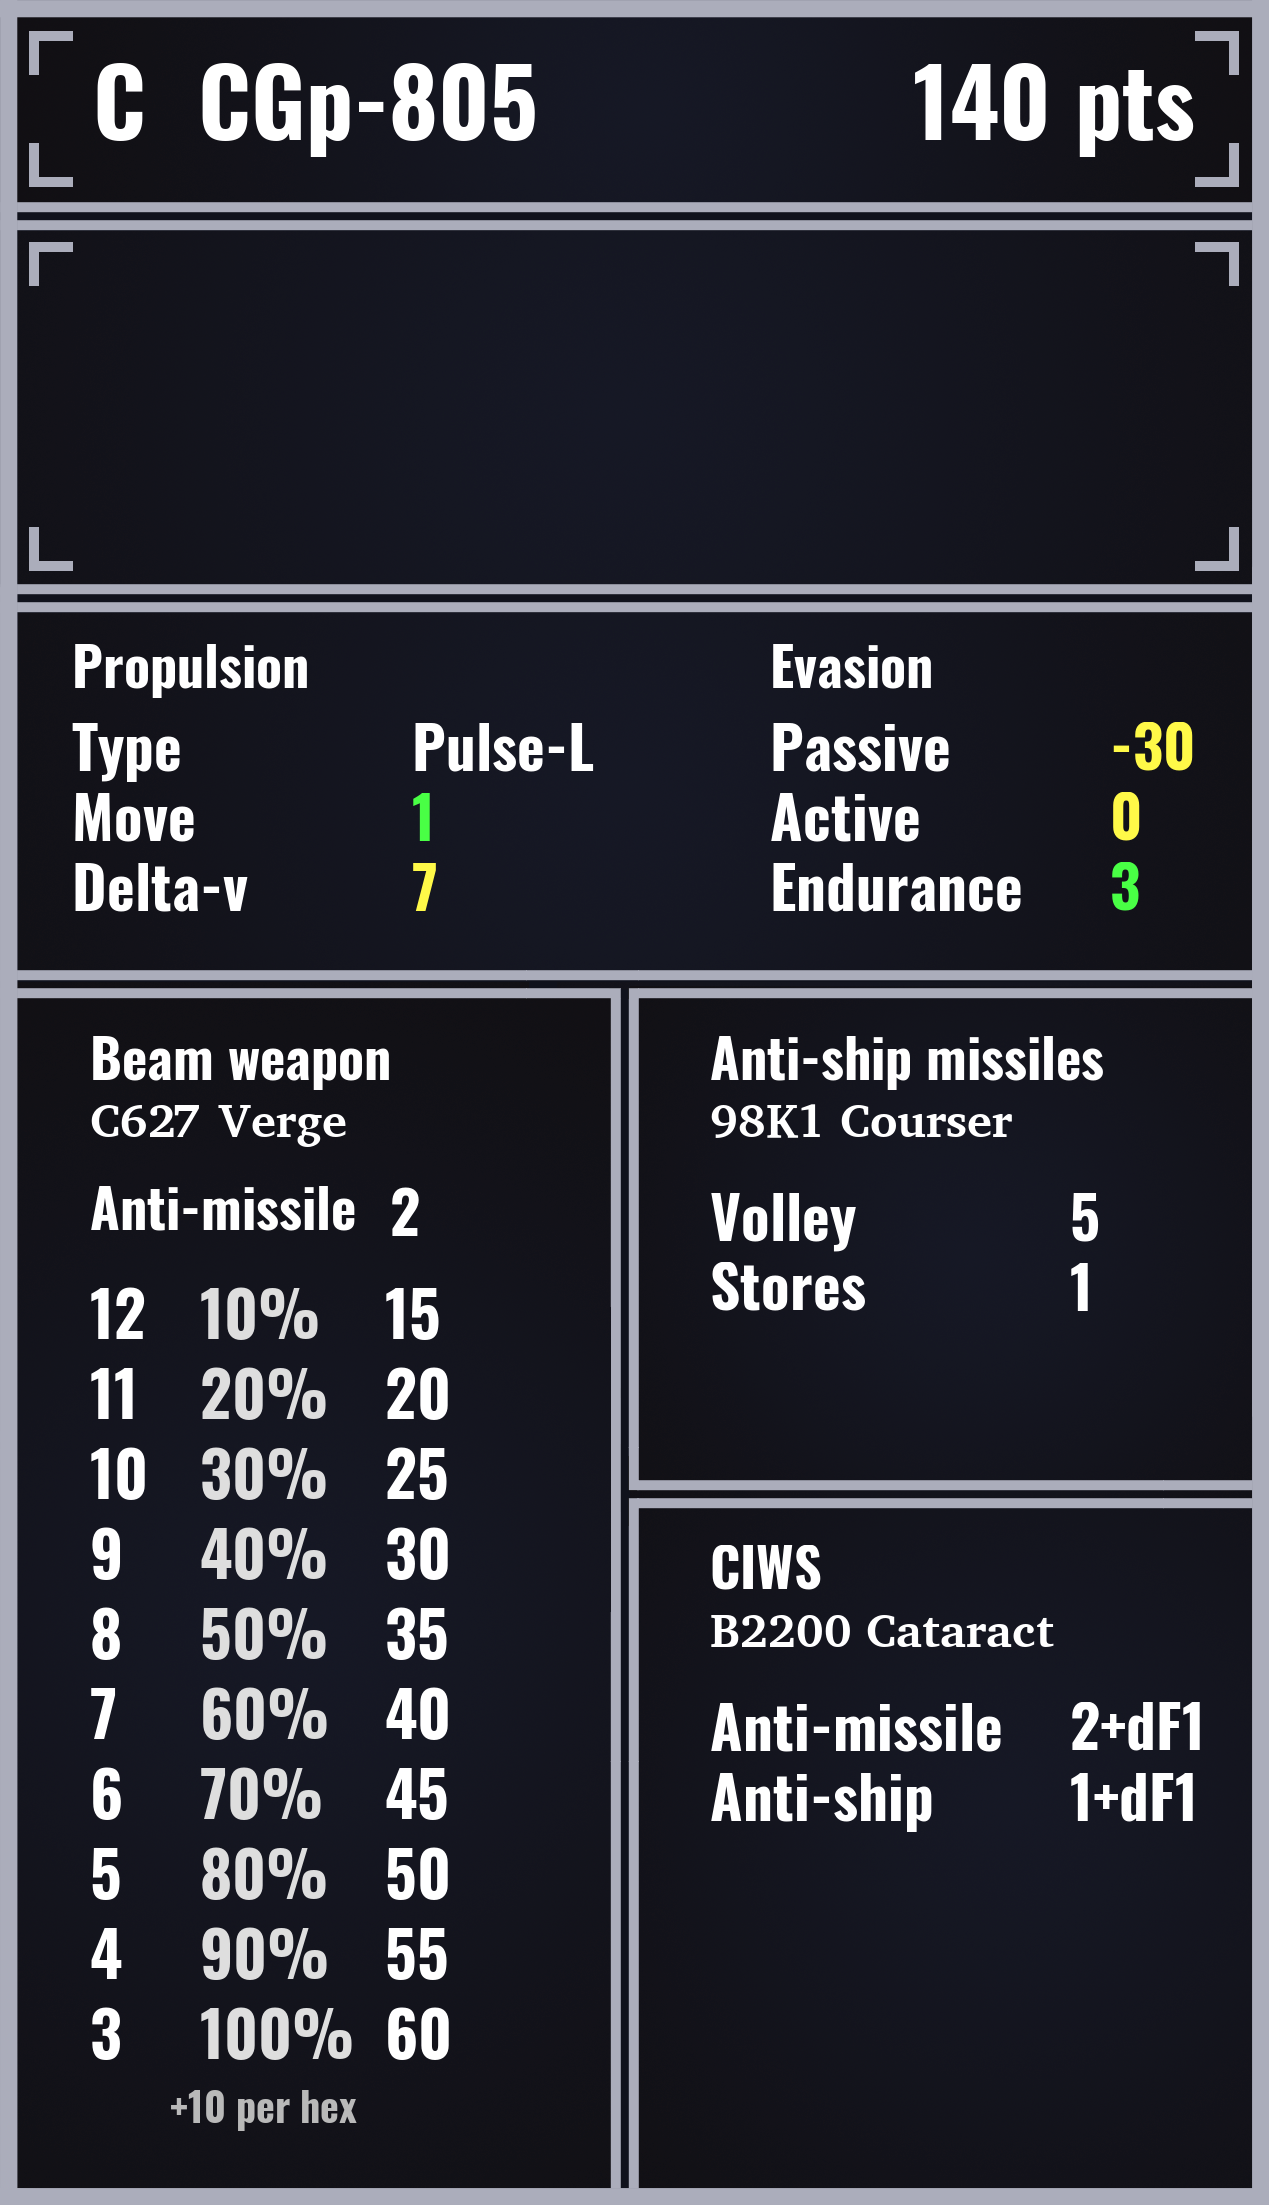 C CGp-805 140 pts
Propulsion
Type Pulse-L
Move 1
Delta-v 7
Evasion
Passive -30
Active 0
Endurance 3
Beam weapon
C627 Verge
Anti-missile 2
12 10% 15
11 20% 20
10 30% 25
9 40% 30
8 50% 35
7 60% 40
6 70% 45
5 80% 50
4 90% 55
3 100% 60
+10 per hex
Anti-ship missiles
98K1 Courser
Volley 5
Stores 1
CIWS
B2200 Cataract
Anti-missile 2+dF1
Anti-ship 1+dF1